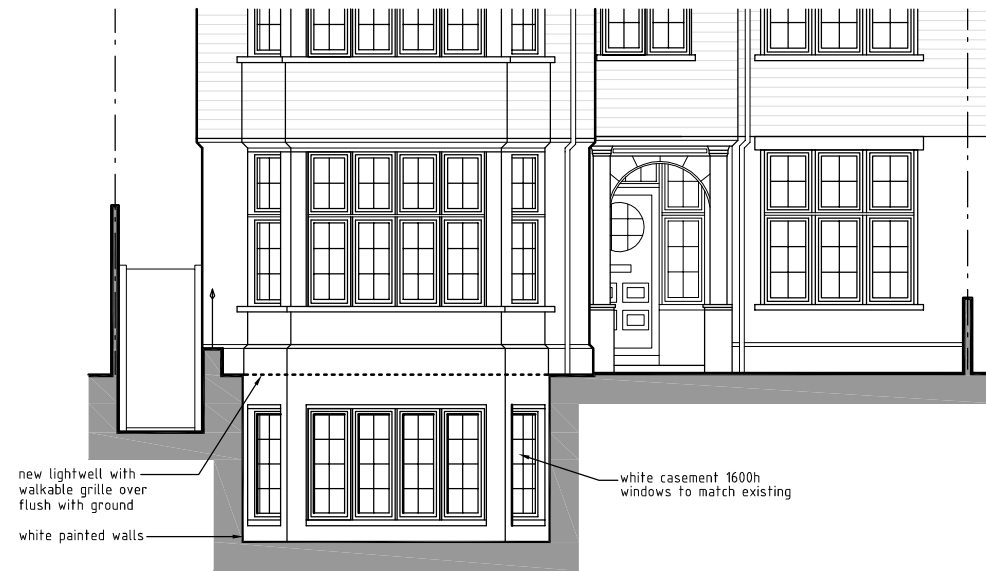 new lightwell with
walkable grille over
flush with ground
white painted walls
white casement 1600h
windows to match existing